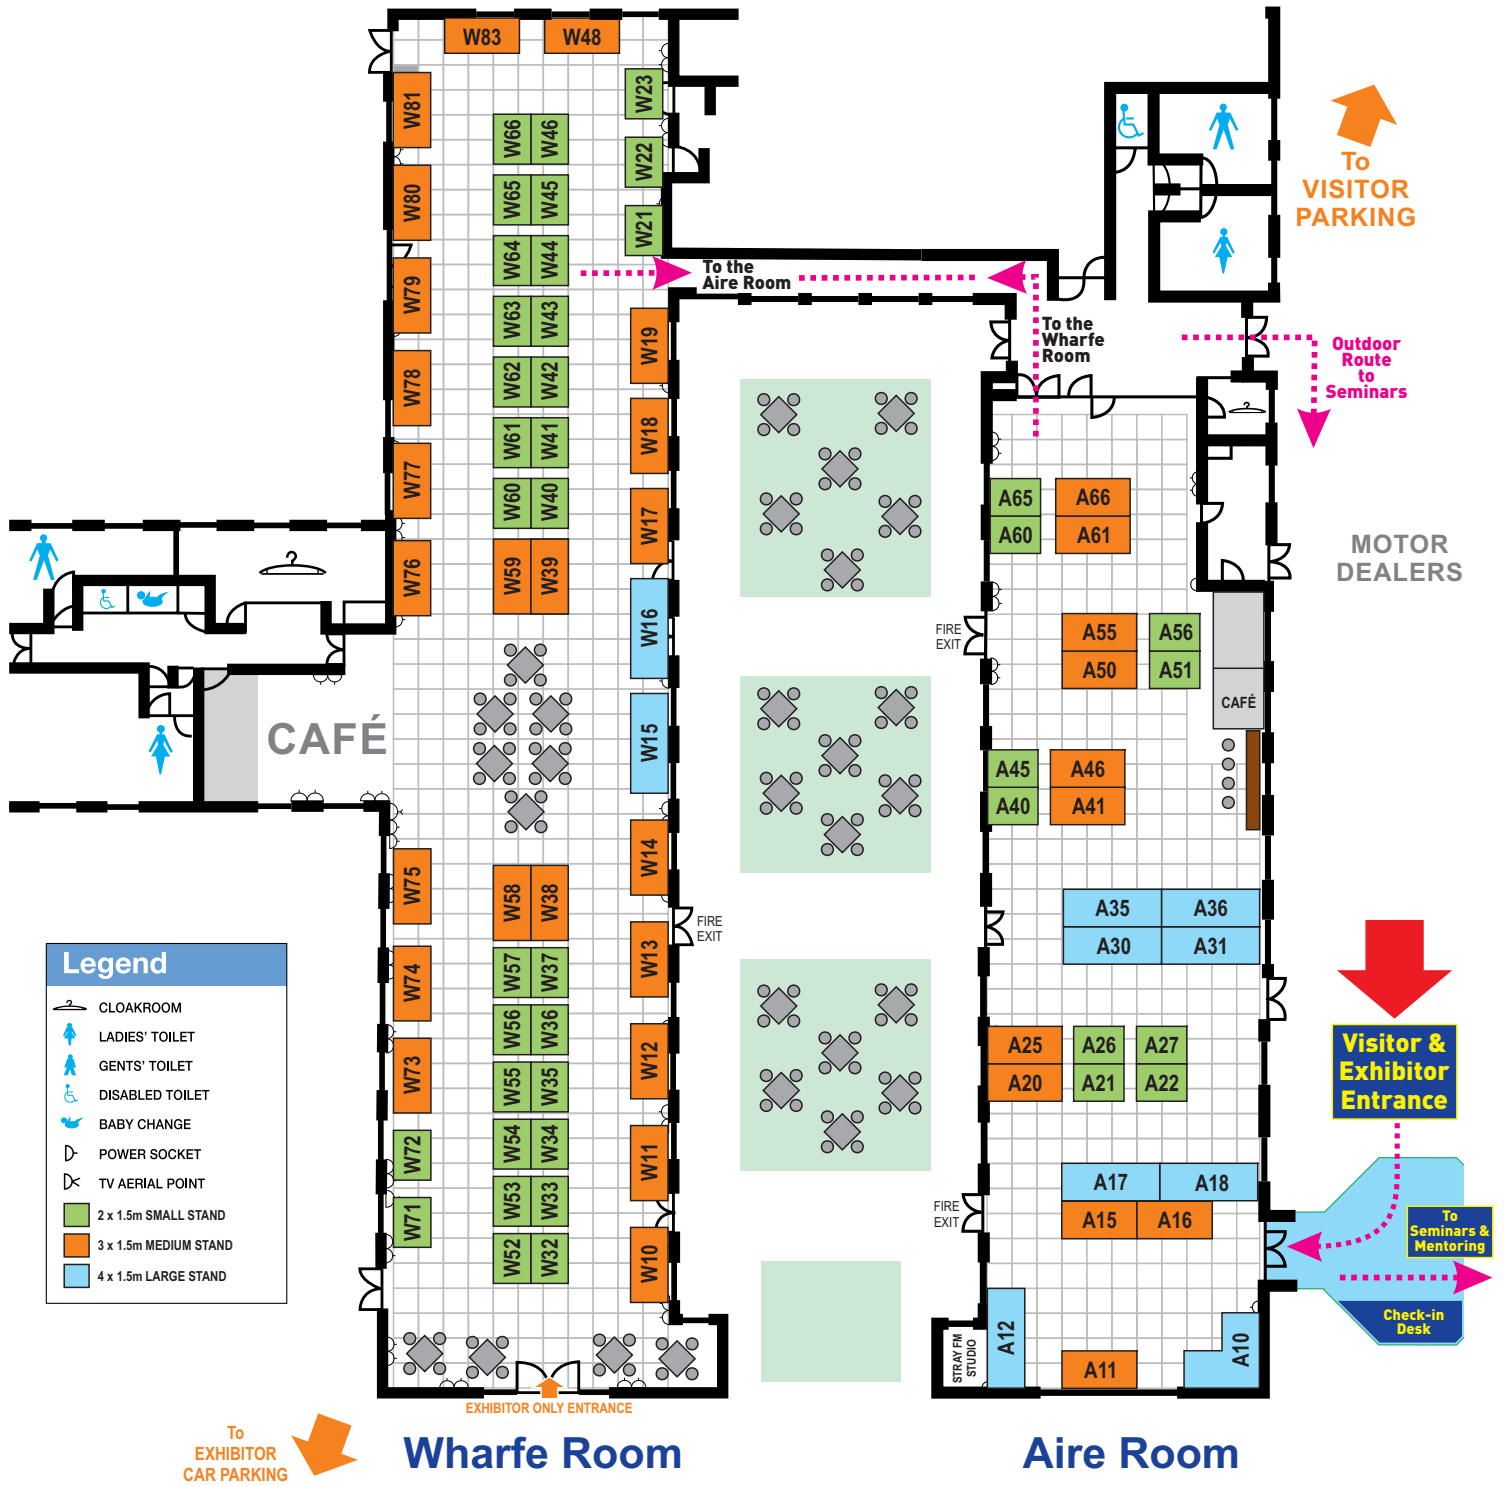 W83
W48
W81
W80
W79
W78
W77
W76
W66
W46
W65
W45
W64
W44
W63
W43
W62
W42
W61
W41
W60
W40
W59
W39
W23
W22
W21
W19
W18
W17
W16
W15
W14
W13
W12
W11
W10
To the
Aire Room
To the
Wharfe
Room
To
VISITOR
PARKING
Outdoor
Route
to
Seminars
MOTOR
DEALERS
CAFÉ
W75
W74
W73
W72
W71
W58
W38
W57
W37
W56
W36
W55
W35
W54
W34
W53
W33
W52
W32
FIRE
EXIT
A65
A66
A60
A61
FIRE
EXIT
A55
A56
A50
A51
CAFÉ
A45
A46
A40
A41
A35
A36
A30
A31
A25
A26
A27
A20
A21
A22
A17
A18
A15
A16
FIRE
EXIT
A12
A11
A10
STRAY FM
STUDIO
Visitor &
Exhibitor
Entrance
To
Seminars &
Mentoring
Check-in
Desk
Legend
CLOAKROOM
LADIES' TOILET
GENTS' TOILET
DISABLED TOILET
BABY CHANGE
POWER SOCKET
TV AERIAL POINT
2 x 1.5m SMALL STAND
3 x 1.5m MEDIUM STAND
4 x 1.5m LARGE STAND
EXHIBITOR ONLY ENTRANCE
To
EXHIBITOR
CAR PARKING
Wharfe Room
Aire Room